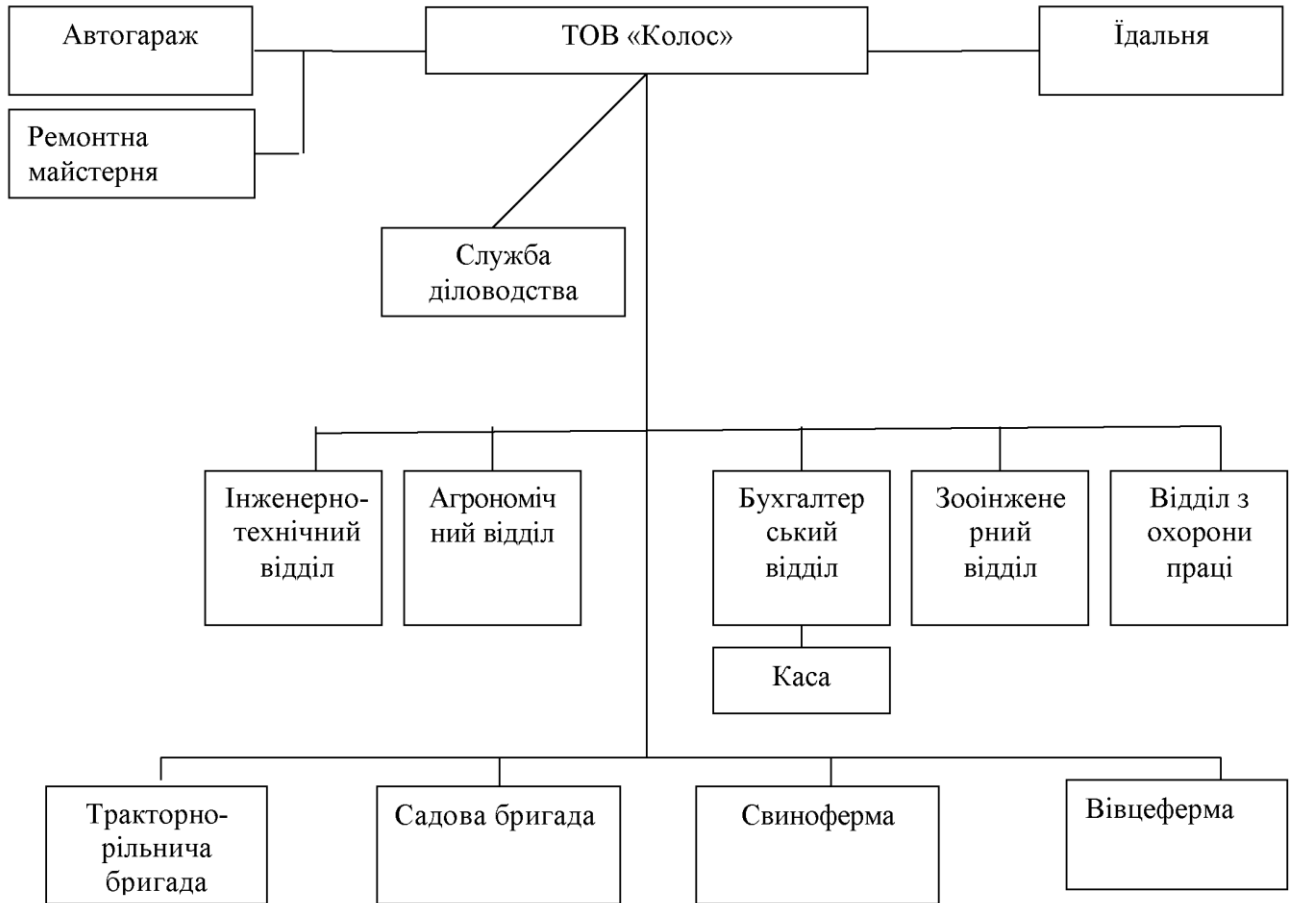 Автогараж
ТОВ «Колос»
Їдальня
Ремонтна
майстерня
Служба
діловодства
Інженерно-
технічний
відділ
Агрономіч
ний відділ
Бухгалтер
ський
відділ
Зооінжене
рний
відділ
Відділ з
охорони
праці
Каса
Тракторно-
рільнича
бригада
Садова бригада
Свиноферма
Вівцеферма